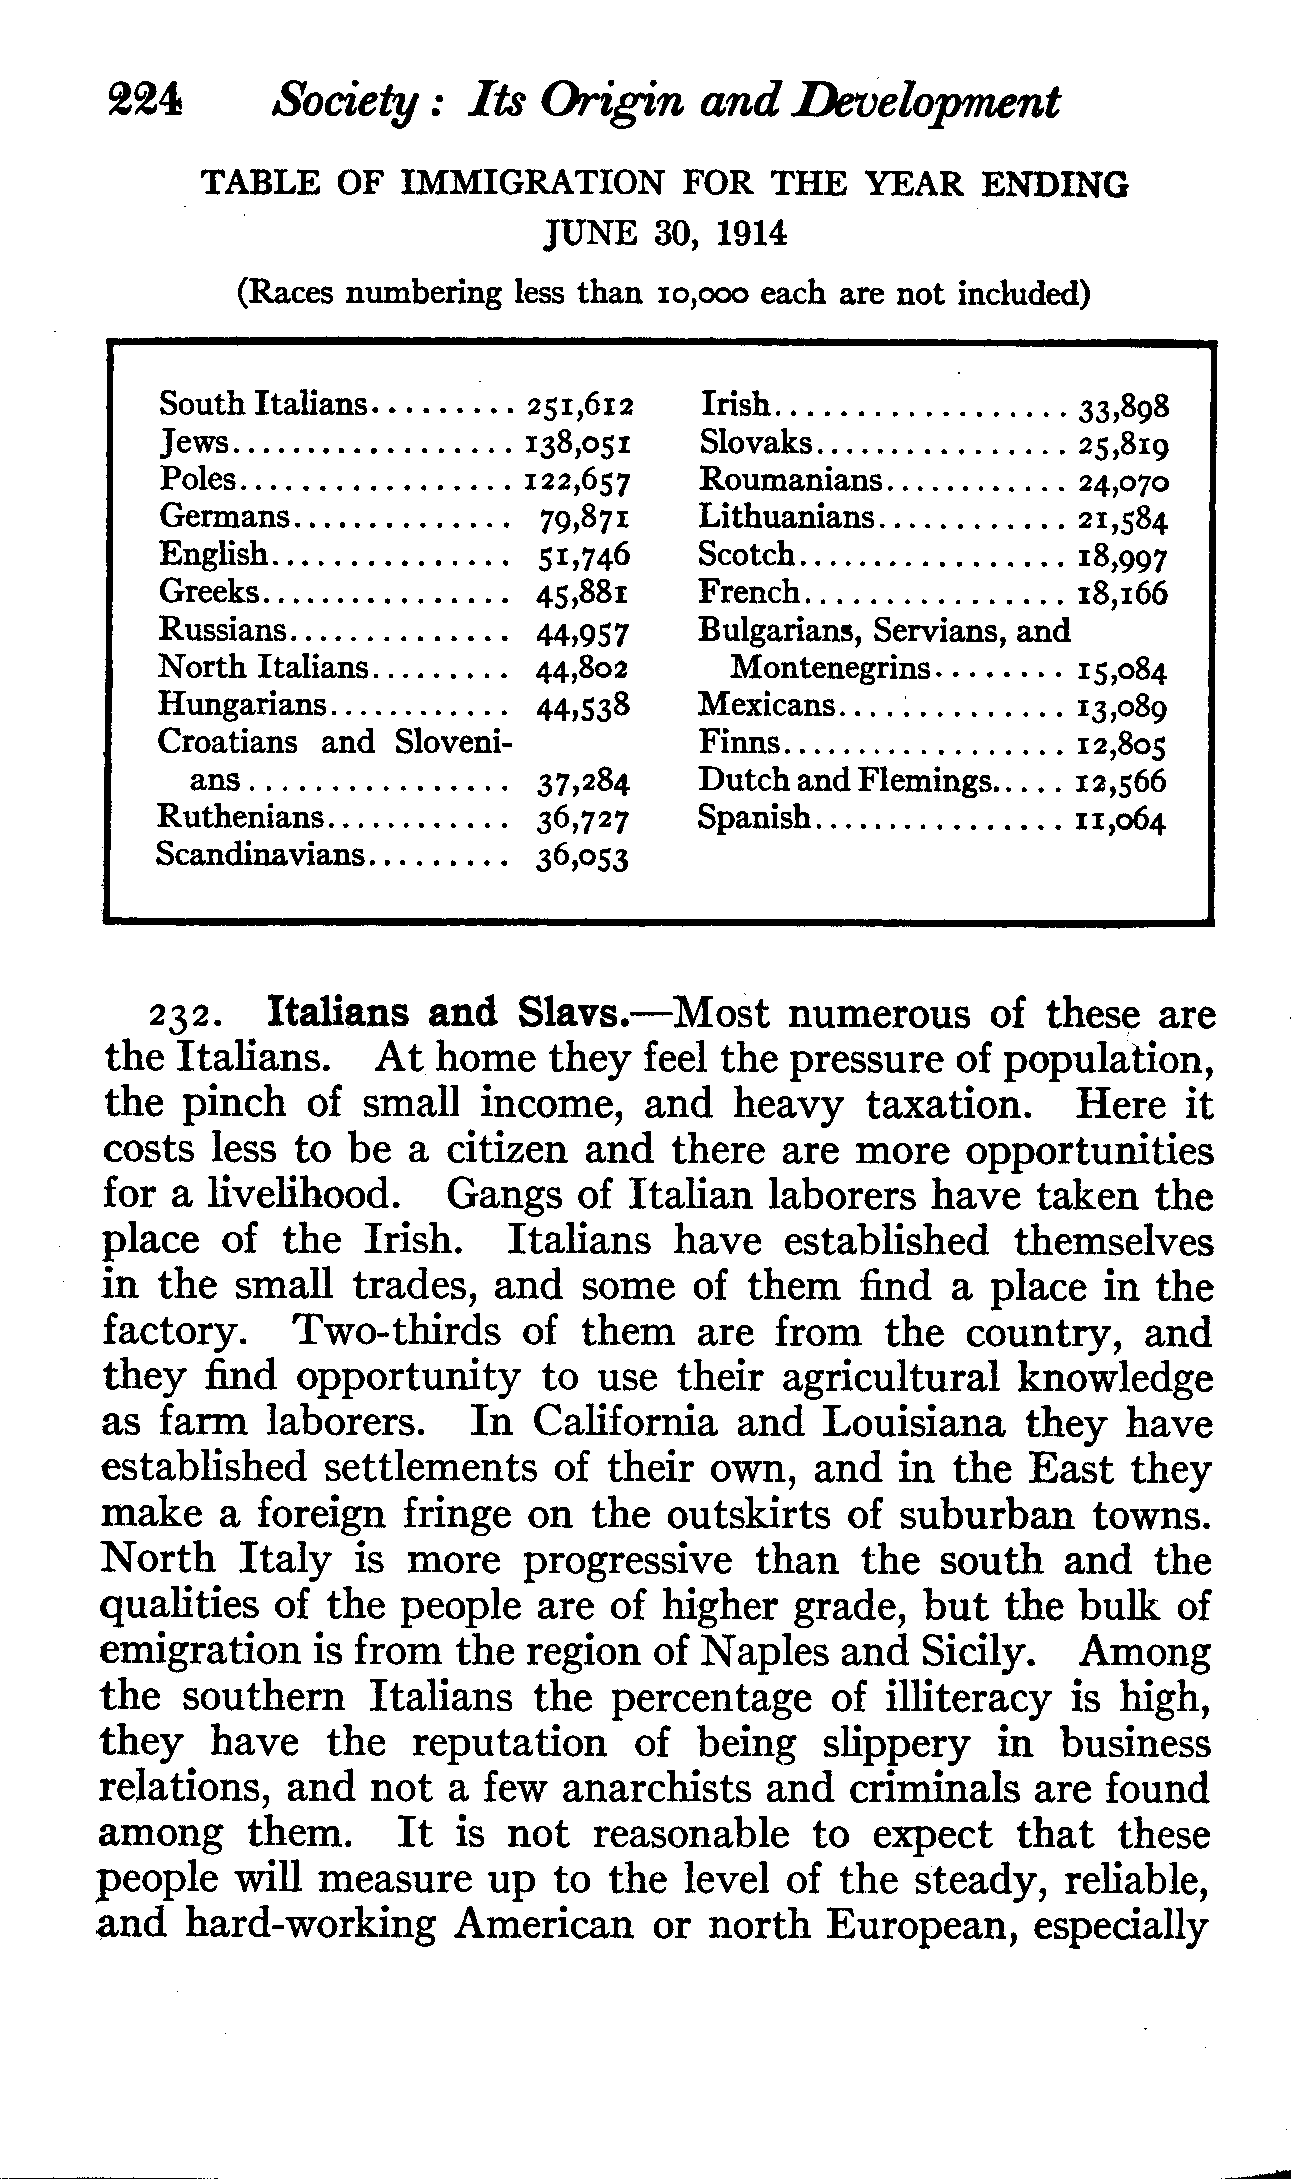 224 Society : Its Origin and Development
TABLE OF IMMIGRATION FOR THE YEAR ENDING
JUNE 30, 1914
(Races numbering less than 10,000 each are not included)
South Italians......... 251,612
Jews.................. 138,051
Poles.................. 122,657
Germans.............. 79,871
English............... 51,746
Greeks................ 45,881
Russians.............. 44,957
North Italians......... 44,802
Hungarians............ 44,538
Croatians and Sloveni-
ans................. 37,284
Ruthenians............ 36,727
Scandinavians......... 36,053
Irish................... 33,898
Slovaks................ 25,819
Roumanians............ 24,070
Lithuanians............ 21,584
Scotch................. 18,997
French................. 18,166
Bulgarians, Servians, and
Montenegrins........ 15,084
Mexicans.............. 13,089
Finns.................. 12,805
Dutch and Flemings..... 12,566
Spanish................ 11,064
232. Italians and Slavs.—Most numerous of these are
the Italians. At home they feel the pressure of population,
the pinch of small income, and heavy taxation. Here it
costs less to be a citizen and there are more opportunities
for a livelihood. Gangs of Italian laborers have taken the
place of the Irish. Italians have established themselves
in the small trades, and some of them find a place in the
factory. Two-thirds of them are from the country, and
they find opportunity to use their agricultural knowledge
as farm laborers. In California and Louisiana they have
established settlements of their own, and in the East they
make a foreign fringe on the outskirts of suburban towns.
North Italy is more progressive than the south and the
qualities of the people are of higher grade, but the bulk of
emigration is from the region of Naples and Sicily. Among
the southern Italians the percentage of illiteracy is high,
they have the reputation of being slippery in business
relations, and not a few anarchists and criminals are found
among them. It is not reasonable to expect that these
people will measure up to the level of the steady, reliable,
and hard-working American or north European, especially